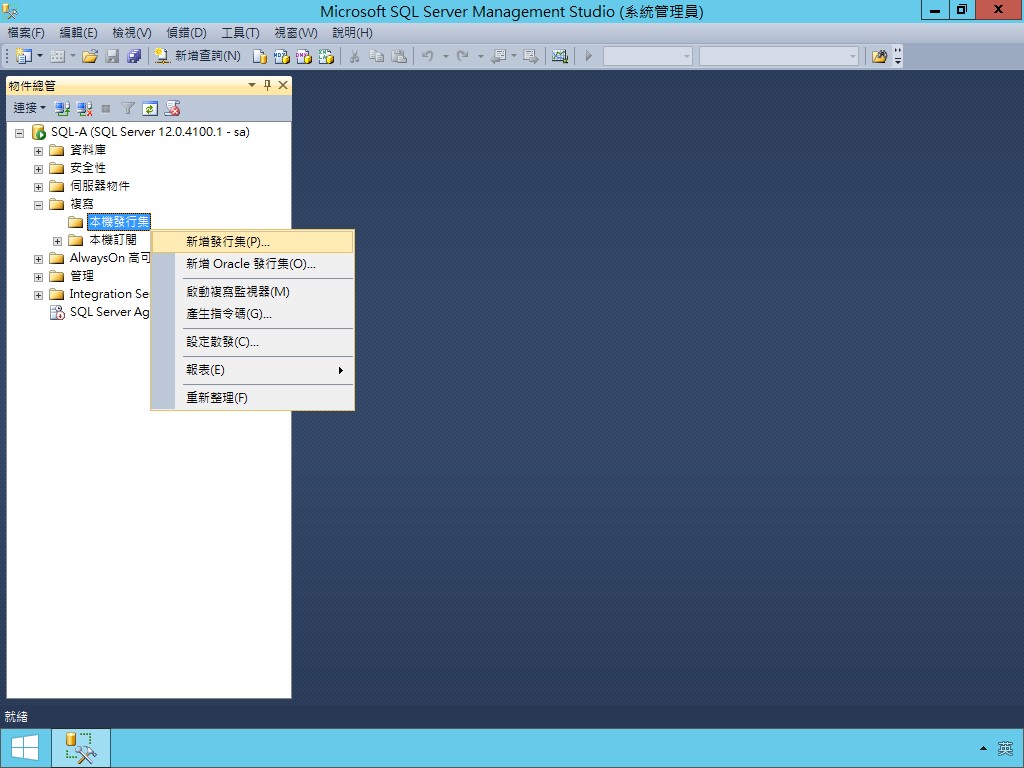 Microsoft SQL Server Management Studio (系統管理員)
檔案(F) 編輯(E) 檢視(V) 偵錯(D) 工具(T) 視窗(W) 說明(H)
新增查詢(N)
物件總管
連接
SQL-A (SQL Server 12.0.4100.1 - sa)
資料庫
安全性
伺服器物件
複寫
本機發行集
本機訂閱
AlwaysOn 高可
管理
Integration Se
SQL Server Ag
新增發行集(P)...
新增 Oracle 發行集(O)...
啟動複寫監視器(M)
產生指令碼(G)...
設定散發(C)...
報表(E)
重新整理(F)
就緒
英